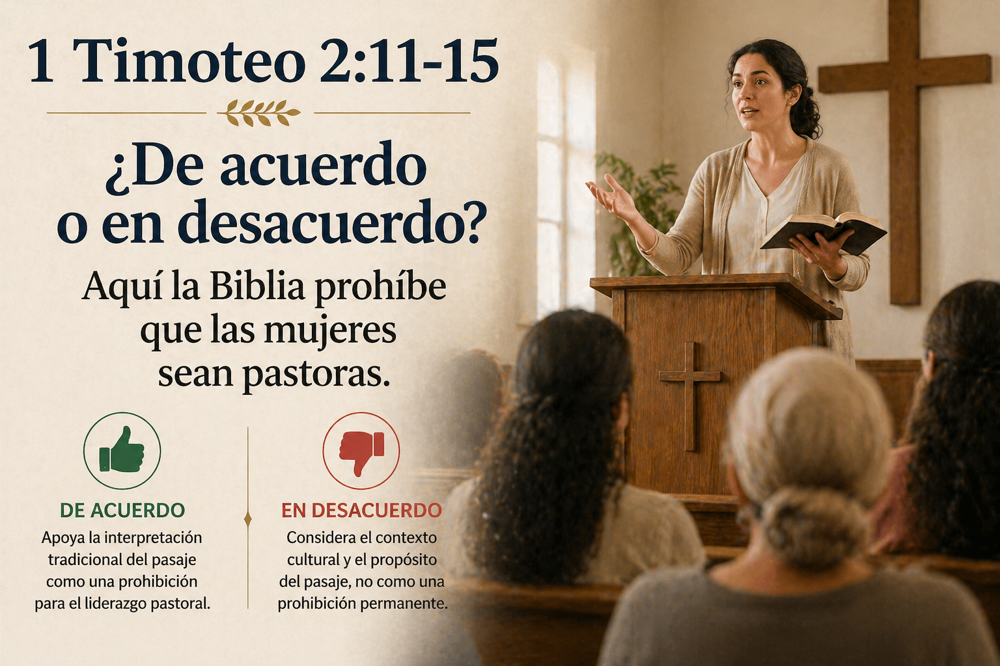 1 Timoteo 2:11-15
¿De acuerdo
o en desacuerdo?
Aquí la Biblia prohíbe
que las mujeres
sean pastoras.
DE ACUERDO
Apoya la interpretación
tradicional del pasaje
como una prohibición
para el liderazgo pastoral.
EN DESACUERDO
Considera el contexto
cultural y el propósito
del pasaje, no como una
prohibición permanente.